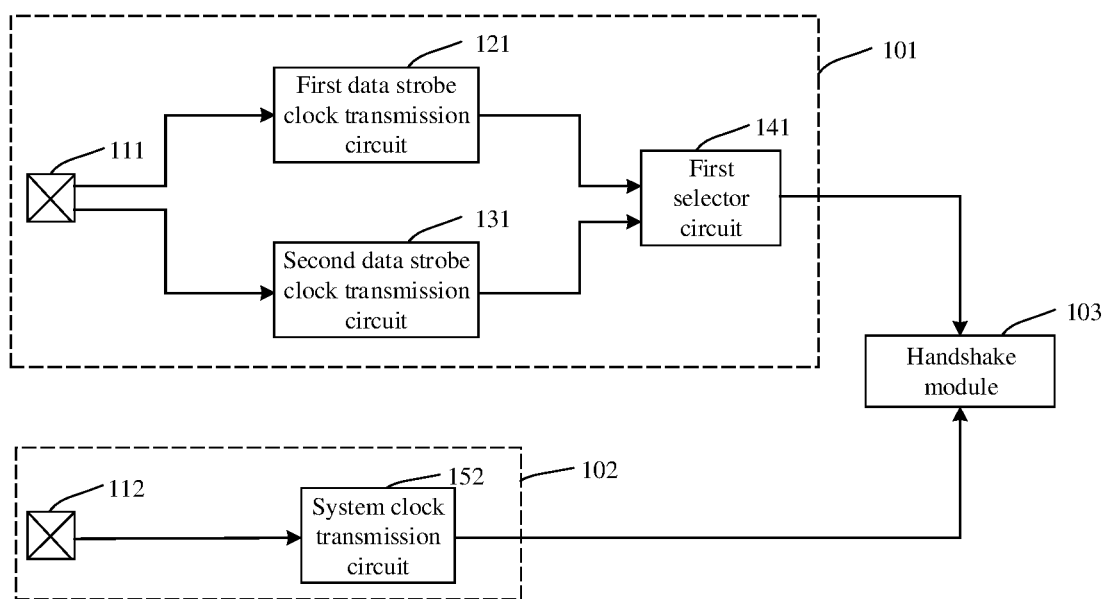 121
First data strobe
clock transmission
circuit
101
111
141
First
selector
circuit
131
Second data strobe
clock transmission
circuit
103
Handshake
module
112
152
102
System clock
transmission
circuit